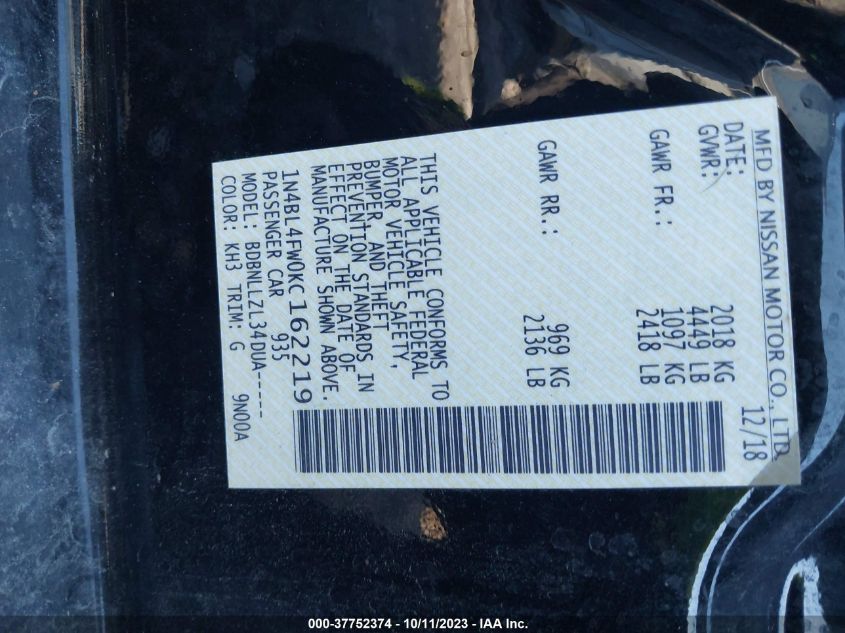 MFD BY NISSAN MOTOR CO., LTD.
DATE: 12/18
GVWR: 2018 KG
4449 LB
GAWR FR.: 1097 KG
2418 LB
GAWR RR.: 969 KG
2136 LB
THIS VEHICLE CONFORMS TO
ALL APPLICABLE FEDERAL
MOTOR VEHICLE SAFETY,
BUMPER, AND THEFT
PREVENTION STANDARDS IN
EFFECT ON THE DATE OF
MANUFACTURE SHOWN ABOVE.
1N4BL4FW0KC162219
PASSENGER CAR 935
MODEL: BDBNLLZL34DUA-----
COLOR: KH3 TRIM: G 9N00A
000-37752374 - 10/11/2023 - IAA Inc.